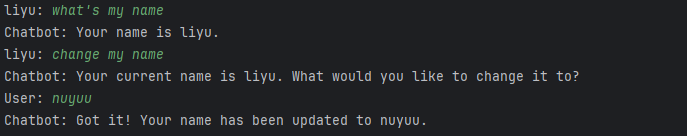 liyu: what's my name
Chatbot: Your name is liyu.
liyu: change my name
Chatbot: Your current name is liyu. What would you like to change it to?
User: nuyuu
Chatbot: Got it! Your name has been updated to nuyuu.